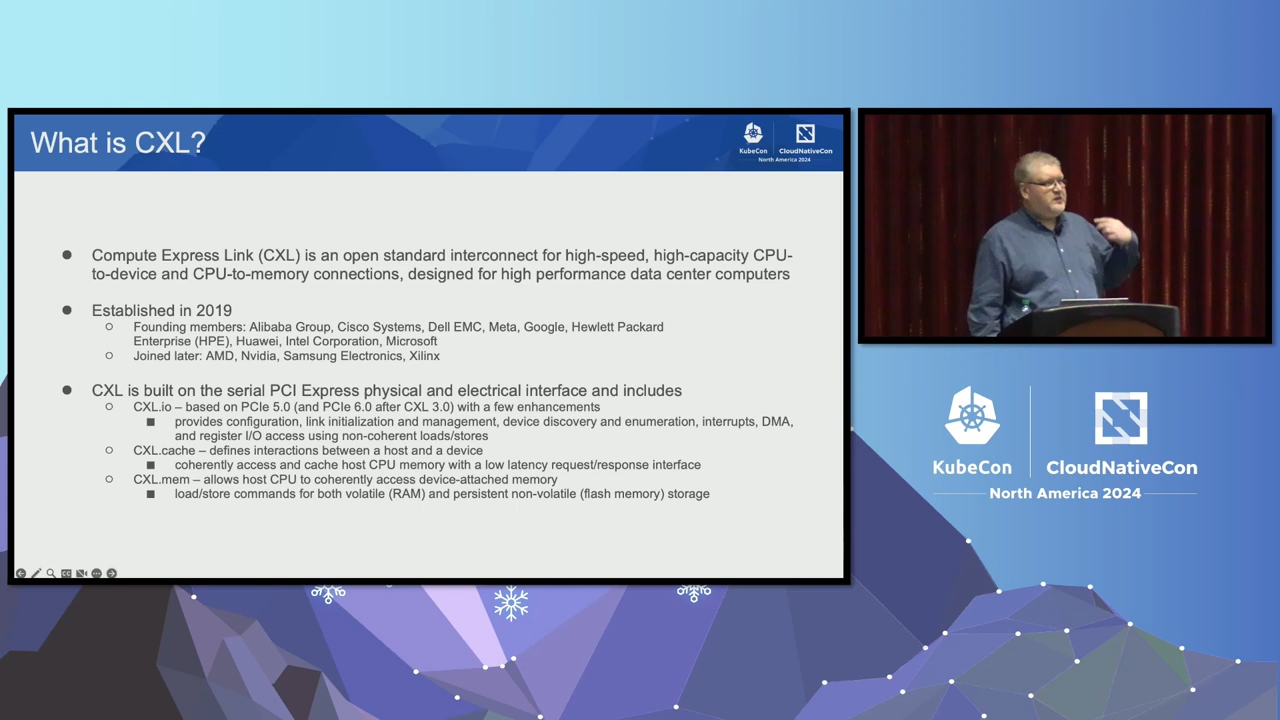 What is CXL?
KubeCon
CloudNativeCon
North America 2024
● Compute Express Link (CXL) is an open standard interconnect for high-speed, high-capacity CPU-
to-device and CPU-to-memory connections, designed for high performance data center computers
● Established in 2019
○ Founding members: Alibaba Group, Cisco Systems, Dell EMC, Meta, Google, Hewlett Packard
Enterprise (HPE), Huawei, Intel Corporation, Microsoft
○ Joined later: AMD, Nvidia, Samsung Electronics, Xilinx
● CXL is built on the serial PCI Express physical and electrical interface and includes
○ CXL.io – based on PCIe 5.0 (and PCIe 6.0 after CXL 3.0) with a few enhancements
■ provides configuration, link initialization and management, device discovery and enumeration, interrupts, DMA,
and register I/O access using non-coherent loads/stores
○ CXL.cache – defines interactions between a host and a device
■ coherently access and cache host CPU memory with a low latency request/response interface
○ CXL.mem – allows host CPU to coherently access device-attached memory
■ load/store commands for both volatile (RAM) and persistent non-volatile (flash memory) storage
KubeCon
CloudNativeCon
North America 2024